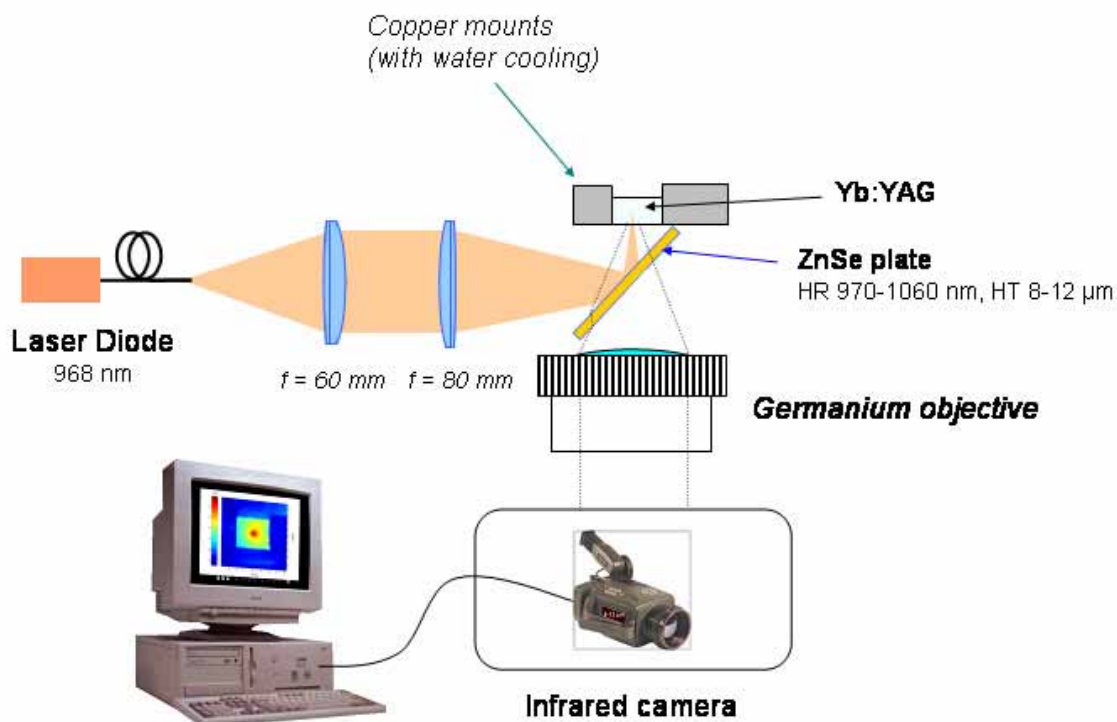 Copper mounts
(with water cooling)
Yb:YAG
ZnSe plate
HR 970-1060 nm, HT 8-12 µm
Laser Diode
968 nm
f = 60 mm
f = 80 mm
Germanium objective
Infrared camera